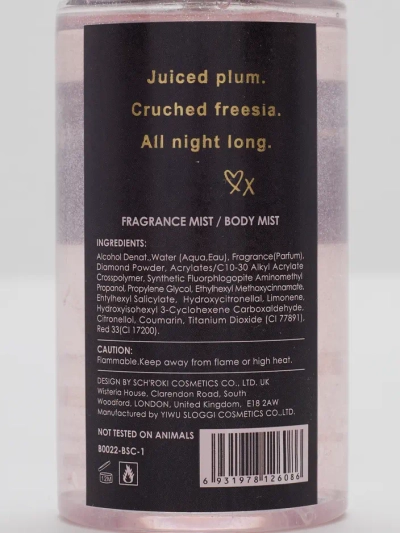 Juiced plum.
Cruched freesia.
All night long.
X
FRAGRANCE MIST / BODY MIST
INGREDIENTS:
Alcohol Denat.,Water (Aqua,Eau), Fragrance(Parfum),
Diamond Powder, Acrylates/C10-30 Alkyl Acrylate
Crosspolymer, Synthetic Fluorphlogopite Aminomethyl
Propanol, Propylene Glycol, Ethylhexyl Methoxycinnamate,
Entylhexyl Salicylate, Hydroxycitronellal, Limonene,
Hydroxyisohexyl 3-Cyclohexene Carboxaldehyde,
Citronellol, Coumarin, Titanium Dioxide (CI 77891),
Red 33(CI 17200).
CAUTION:
Flammable.Keep away from flame or high heat.
DESIGN BY SCH'ROKI COSMETICS CO., LTD. UK
Wisteria House, Clarendon Road, South
Woodford, LONDON, United Kingdom, E18 2AW
Manufactured by YIWU SLOGGI COSMETICS CO.,LTD.
NOT TESTED ON ANIMALS
B0022-BSC-1
12M
6 931978 126086